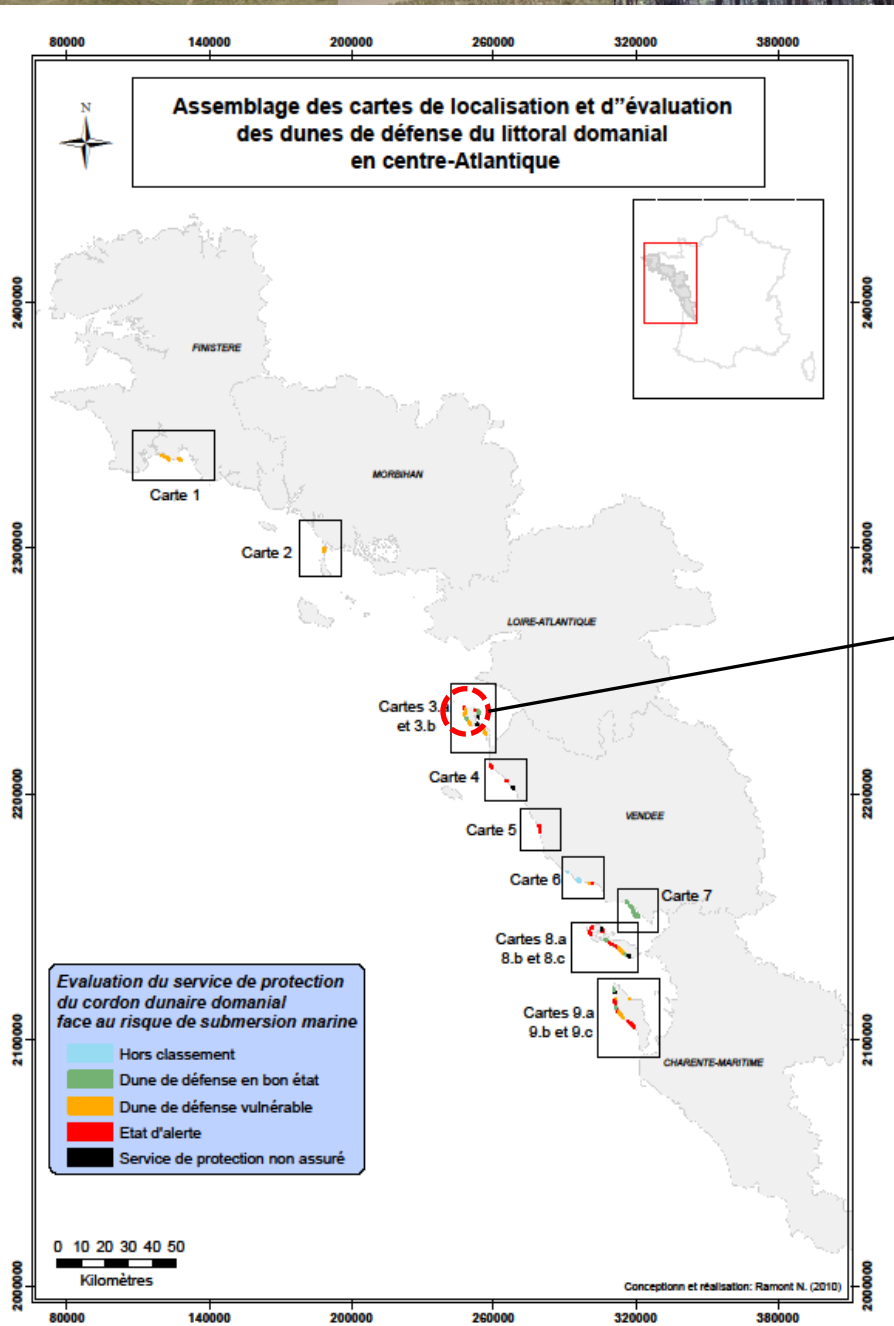 80000 140000 200000 260000 320000 380000
N
Assemblage des cartes de localisation et d"évaluation
des dunes de défense du littoral domanial
en centre-Atlantique
2400000
2400000
FINISTERE
MORBIHAN
Carte 1
Carte 2
2300000
2300000
LOIRE-ATLANTIQUE
Cartes 3.a
et 3.b
Carte 4
2200000
2200000
VENDEE
Carte 5
Carte 6
Carte 7
Cartes 8.a
8.b et 8.c
Cartes 9.a
9.b et 9.c
2100000
2100000
CHARENTE-MARITIME
Evaluation du service de protection
du cordon dunaire domanial
face au risque de submersion marine
Hors classement
Dune de défense en bon état
Dune de défense vulnérable
Etat d'alerte
Service de protection non assuré
0 10 20 30 40 50
Kilomètres
Conceptionn et réalisation: Ramont N. (2010)
2000000
2000000
80000 140000 200000 260000 320000 380000